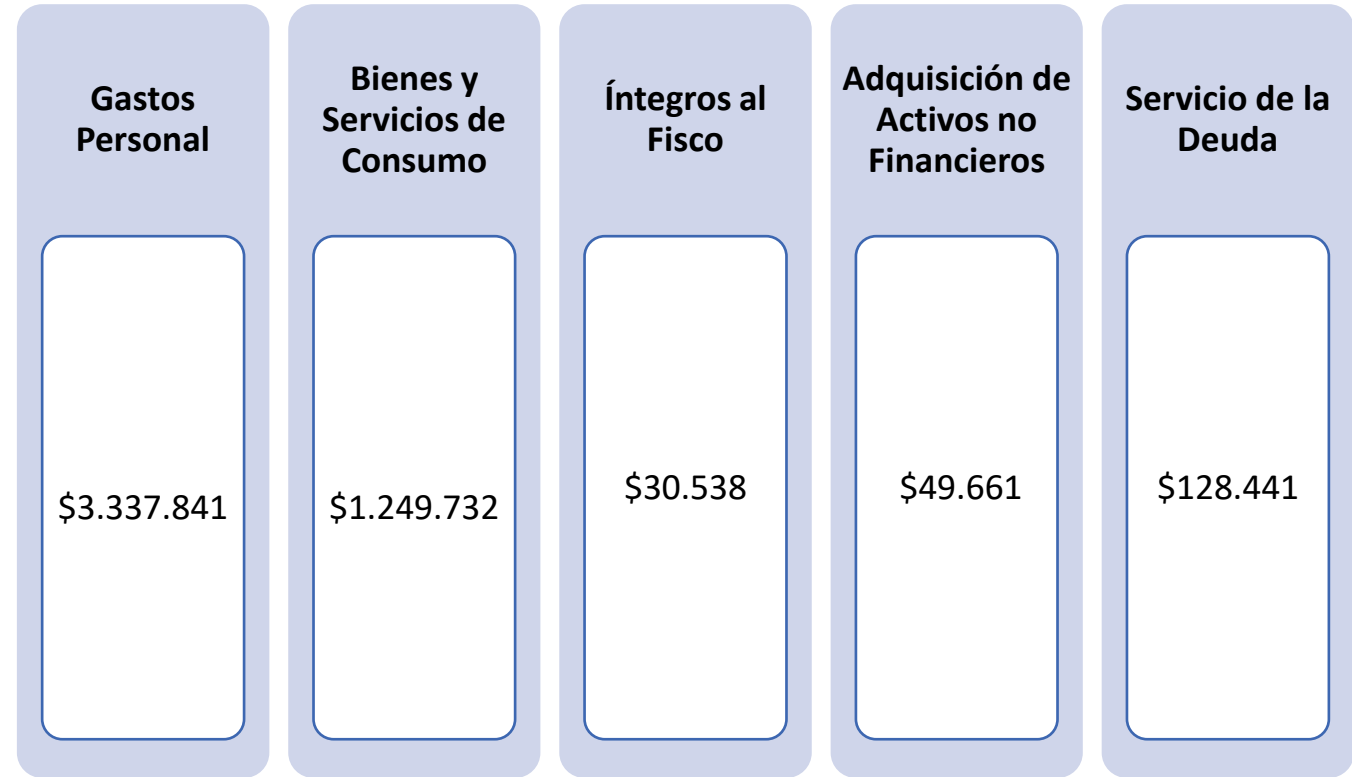 Gastos
Personal
$3.337.841
Bienes y
Servicios de
Consumo
$1.249.732
Íntegros al
Fisco
$30.538
Adquisición de
Activos no
Financieros
$49.661
Servicio de la
Deuda
$128.441